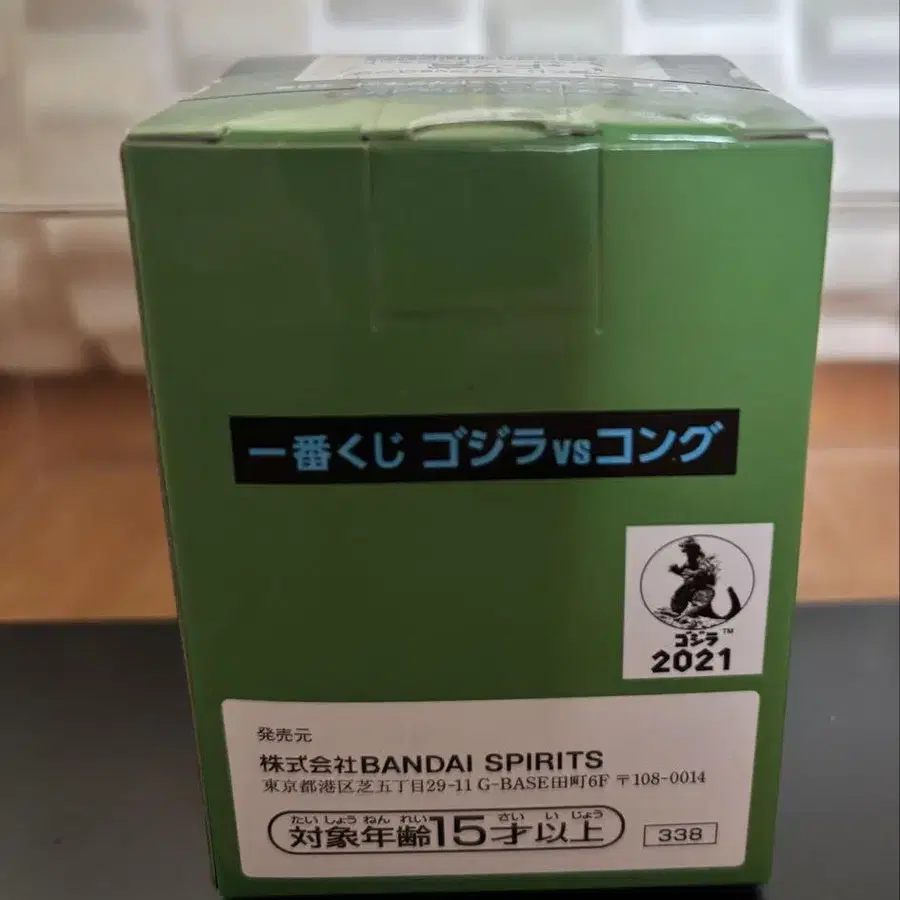 一番くじ ゴジラvsコング
ゴジラ™
2021
発売元
株式会社BANDAI SPIRITS
東京都港区芝五丁目29-11 G-BASE田町6F 〒108-0014
たいしょう ねん れい さい い じょう
対象年齢15才以上
338